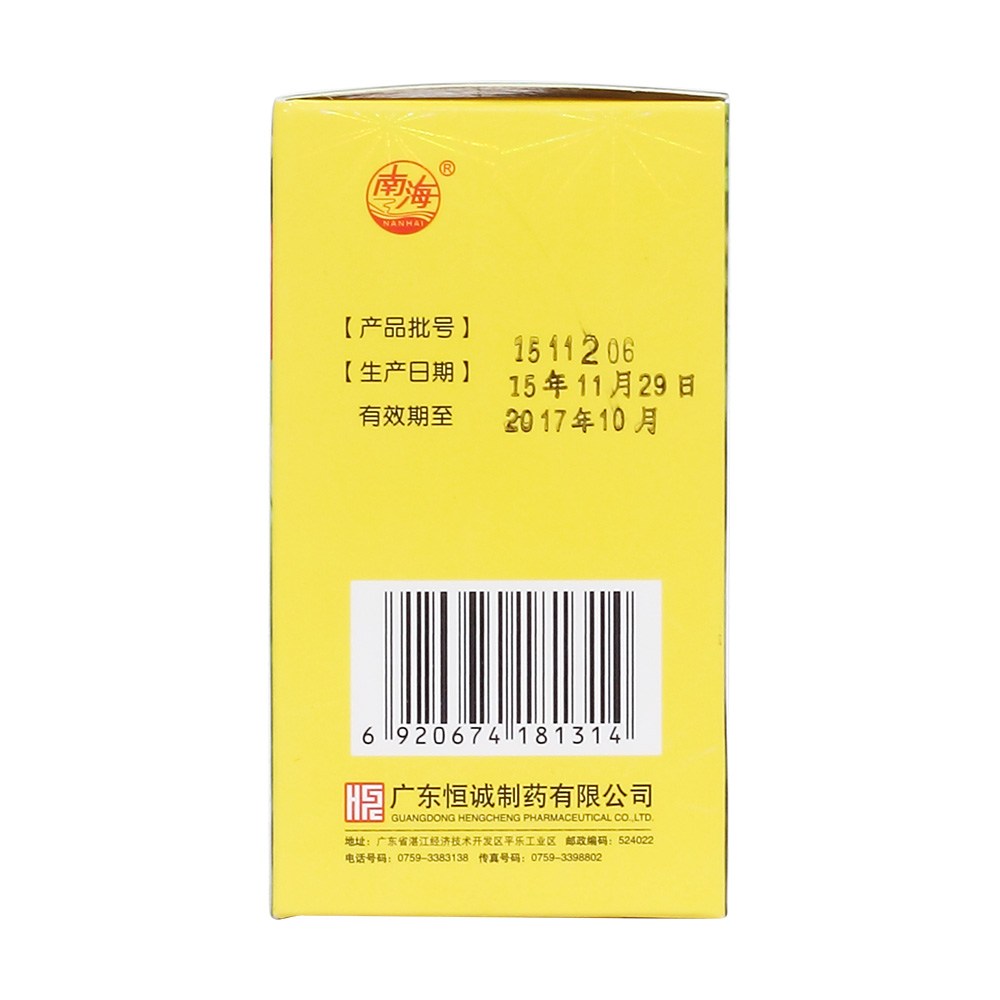 南海®
NANHAI
【产品批号】 1511206
【生产日期】 15年11月29日
有效期至 2017年10月
6 920674 181314
HSPC
广东恒诚制药有限公司
GUANGDONG HENGCHENG PHARMACEUTICAL CO.,LTD.
地址：广东省湛江经济技术开发区平乐工业区 邮政编码：524022
电话号码：0759-3383138 传真号码：0759-3398802